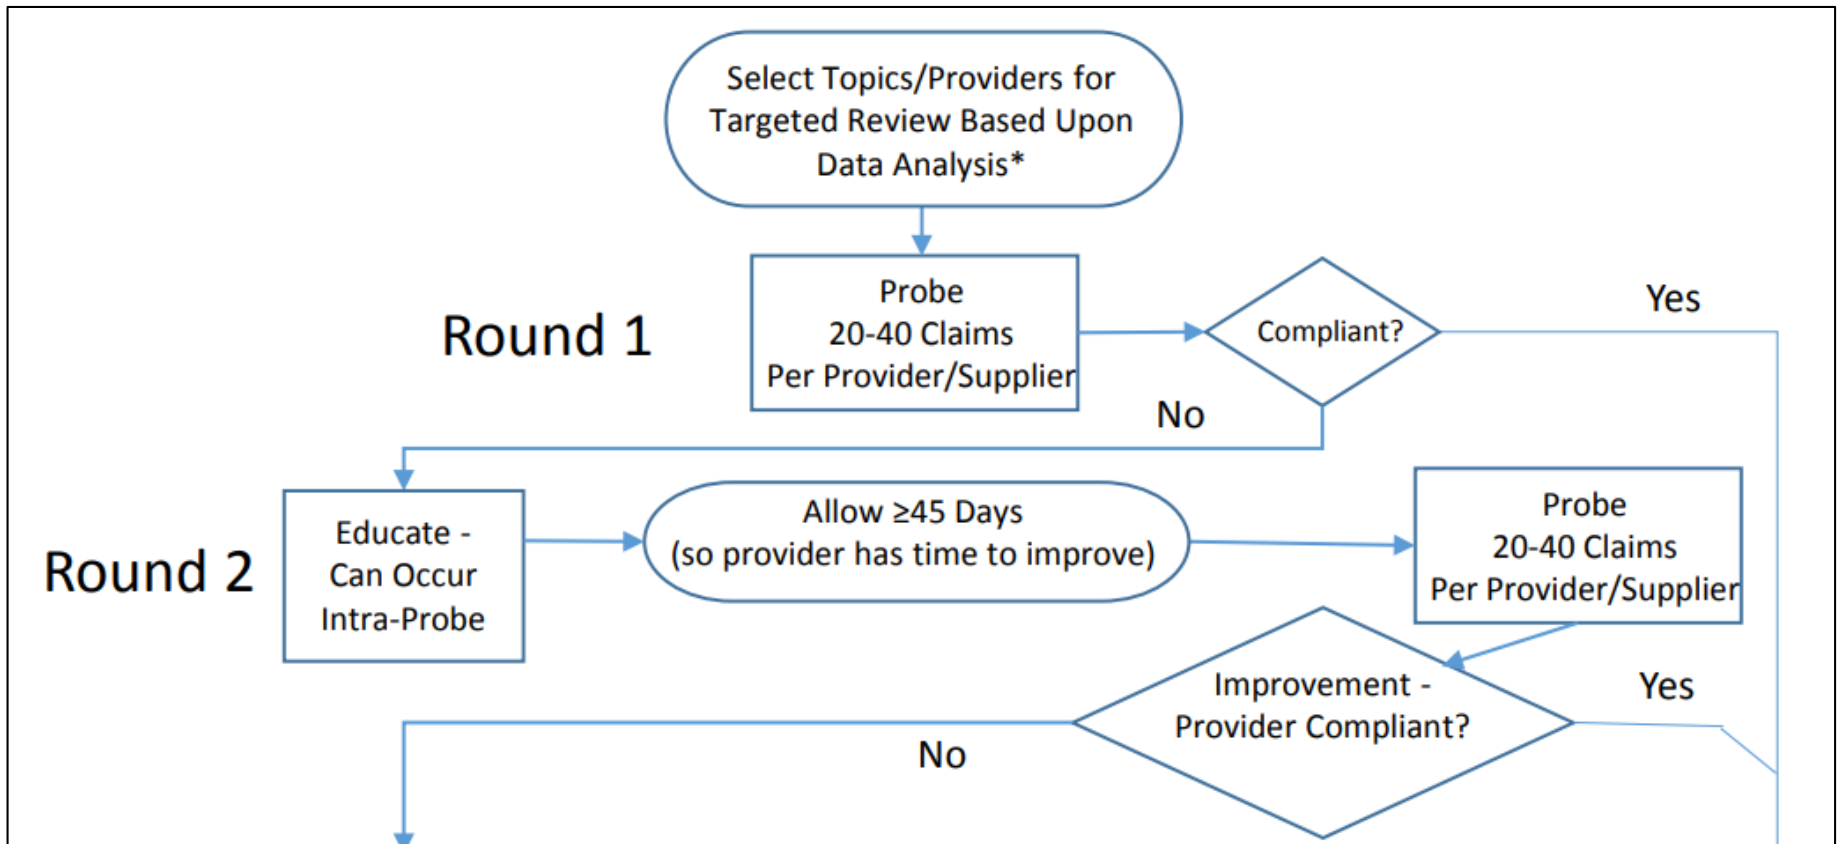 Select Topics/Providers for
Targeted Review Based Upon
Data Analysis*
Round 1
Probe
20-40 Claims
Per Provider/Supplier
Compliant?
Yes
No
Round 2
Educate -
Can Occur
Intra-Probe
Allow ≥45 Days
(so provider has time to improve)
Probe
20-40 Claims
Per Provider/Supplier
Improvement -
Provider Compliant?
Yes
No